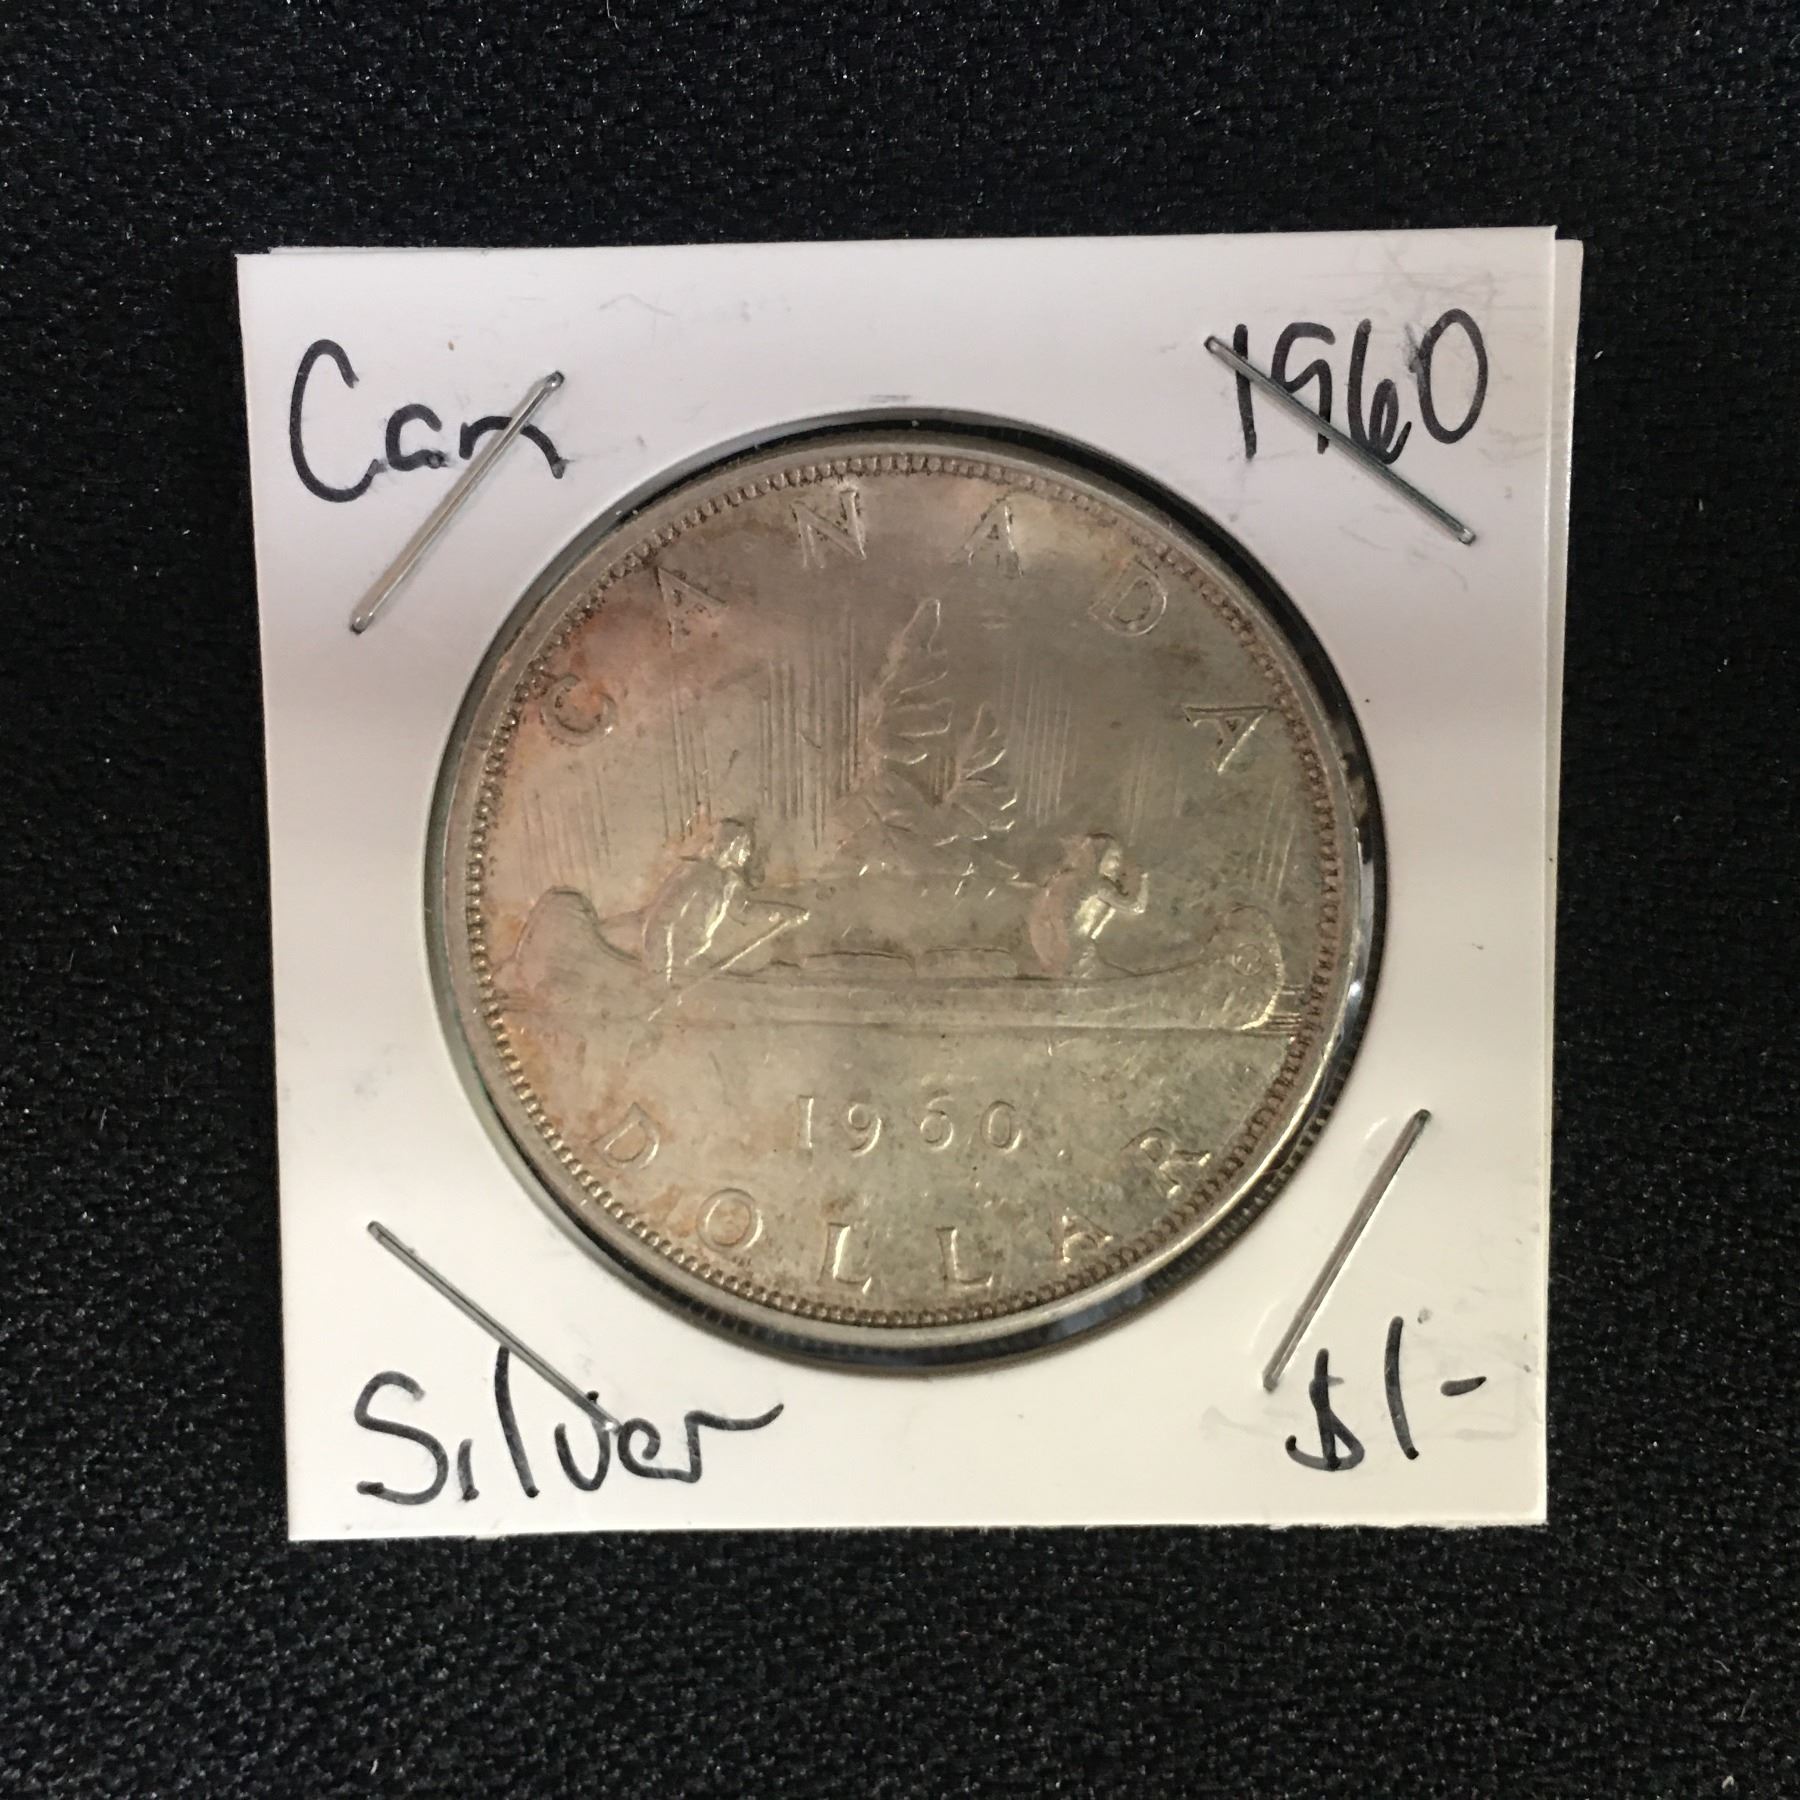 Can 1960
CANADA
1960
DOLLAR
Silver $1-